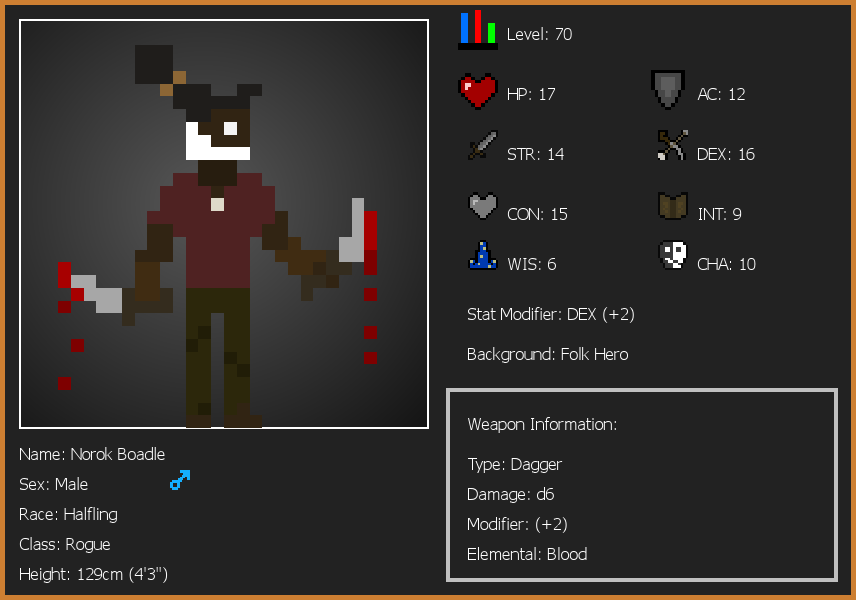 Level: 70
HP: 17
AC: 12
STR: 14
DEX: 16
CON: 15
INT: 9
WIS: 6
CHA: 10
Stat Modifier: DEX (+2)
Background: Folk Hero
Weapon Information:
Type: Dagger
Damage: d6
Modifier: (+2)
Elemental: Blood
Name: Norok Boadle
Sex: Male
Race: Halfling
Class: Rogue
Height: 129cm (4'3")